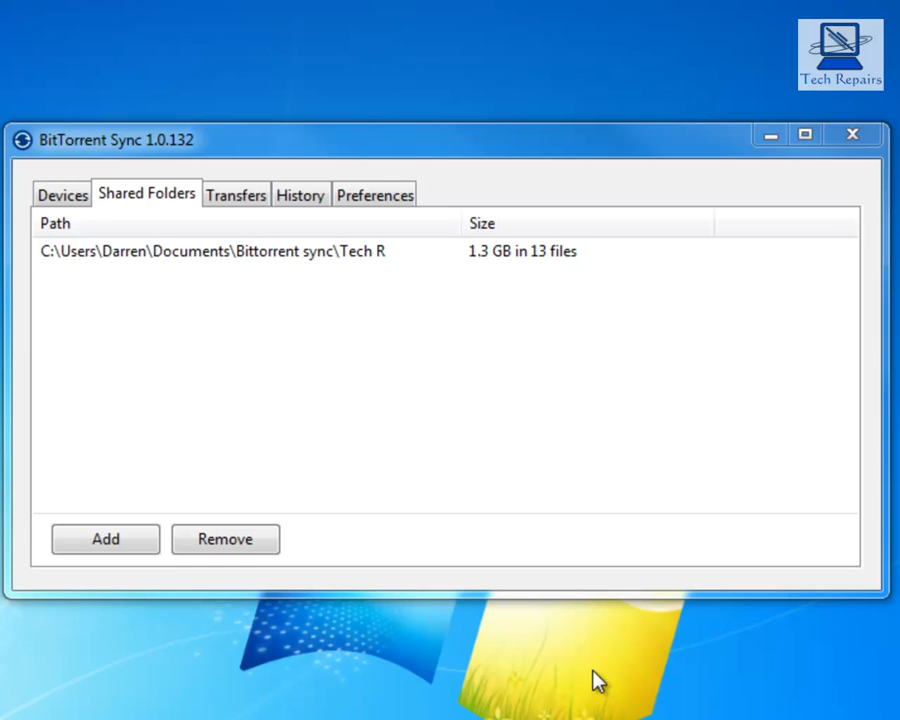 Tech Repairs
BitTorrent Sync 1.0.132
Devices Shared Folders Transfers History Preferences
Path Size
C:\Users\Darren\Documents\Bittorrent sync\Tech R 1.3 GB in 13 files
Add Remove